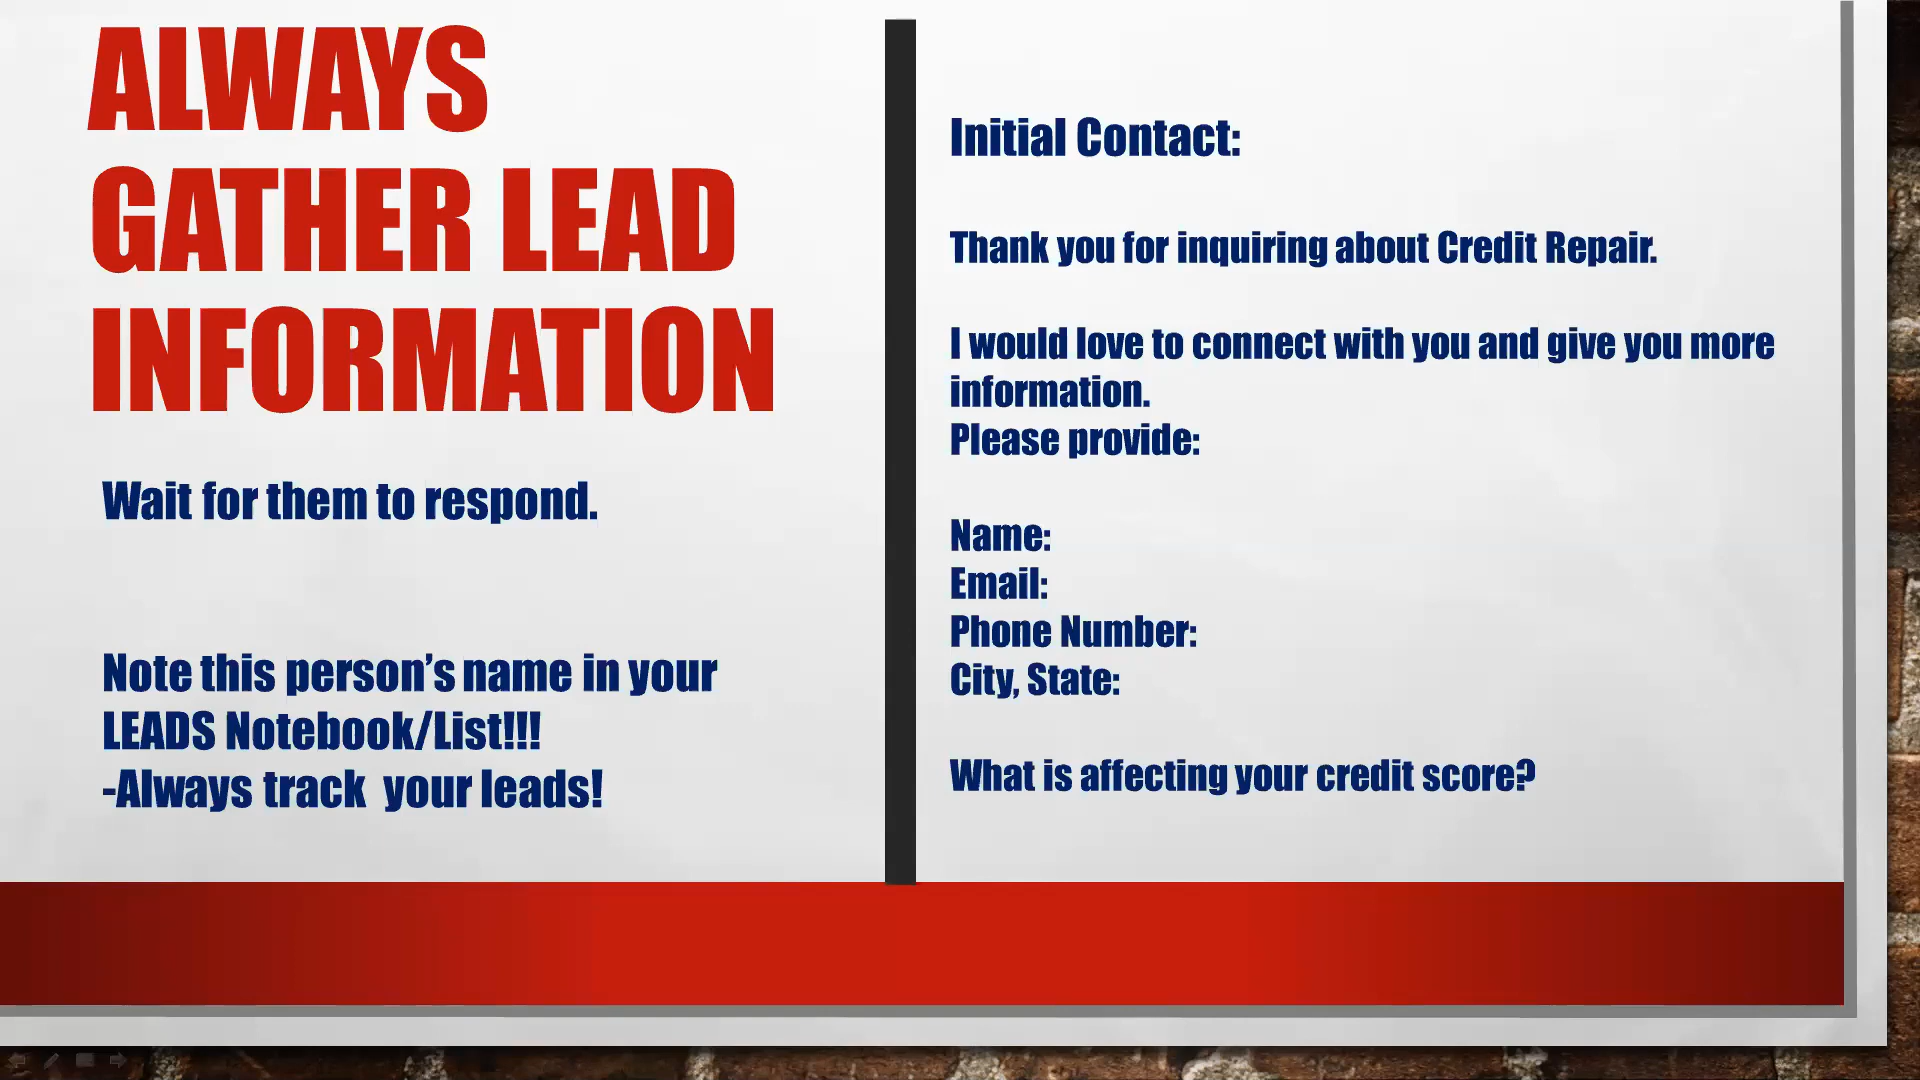 ALWAYS
GATHER LEAD
INFORMATION
Wait for them to respond.
Note this person’s name in your
LEADS Notebook/List!!!
-Always track  your leads!
Initial Contact:
Thank you for inquiring about Credit Repair.
I would love to connect with you and give you more
information.
Please provide:
Name:
Email:
Phone Number:
City, State:
What is affecting your credit score?